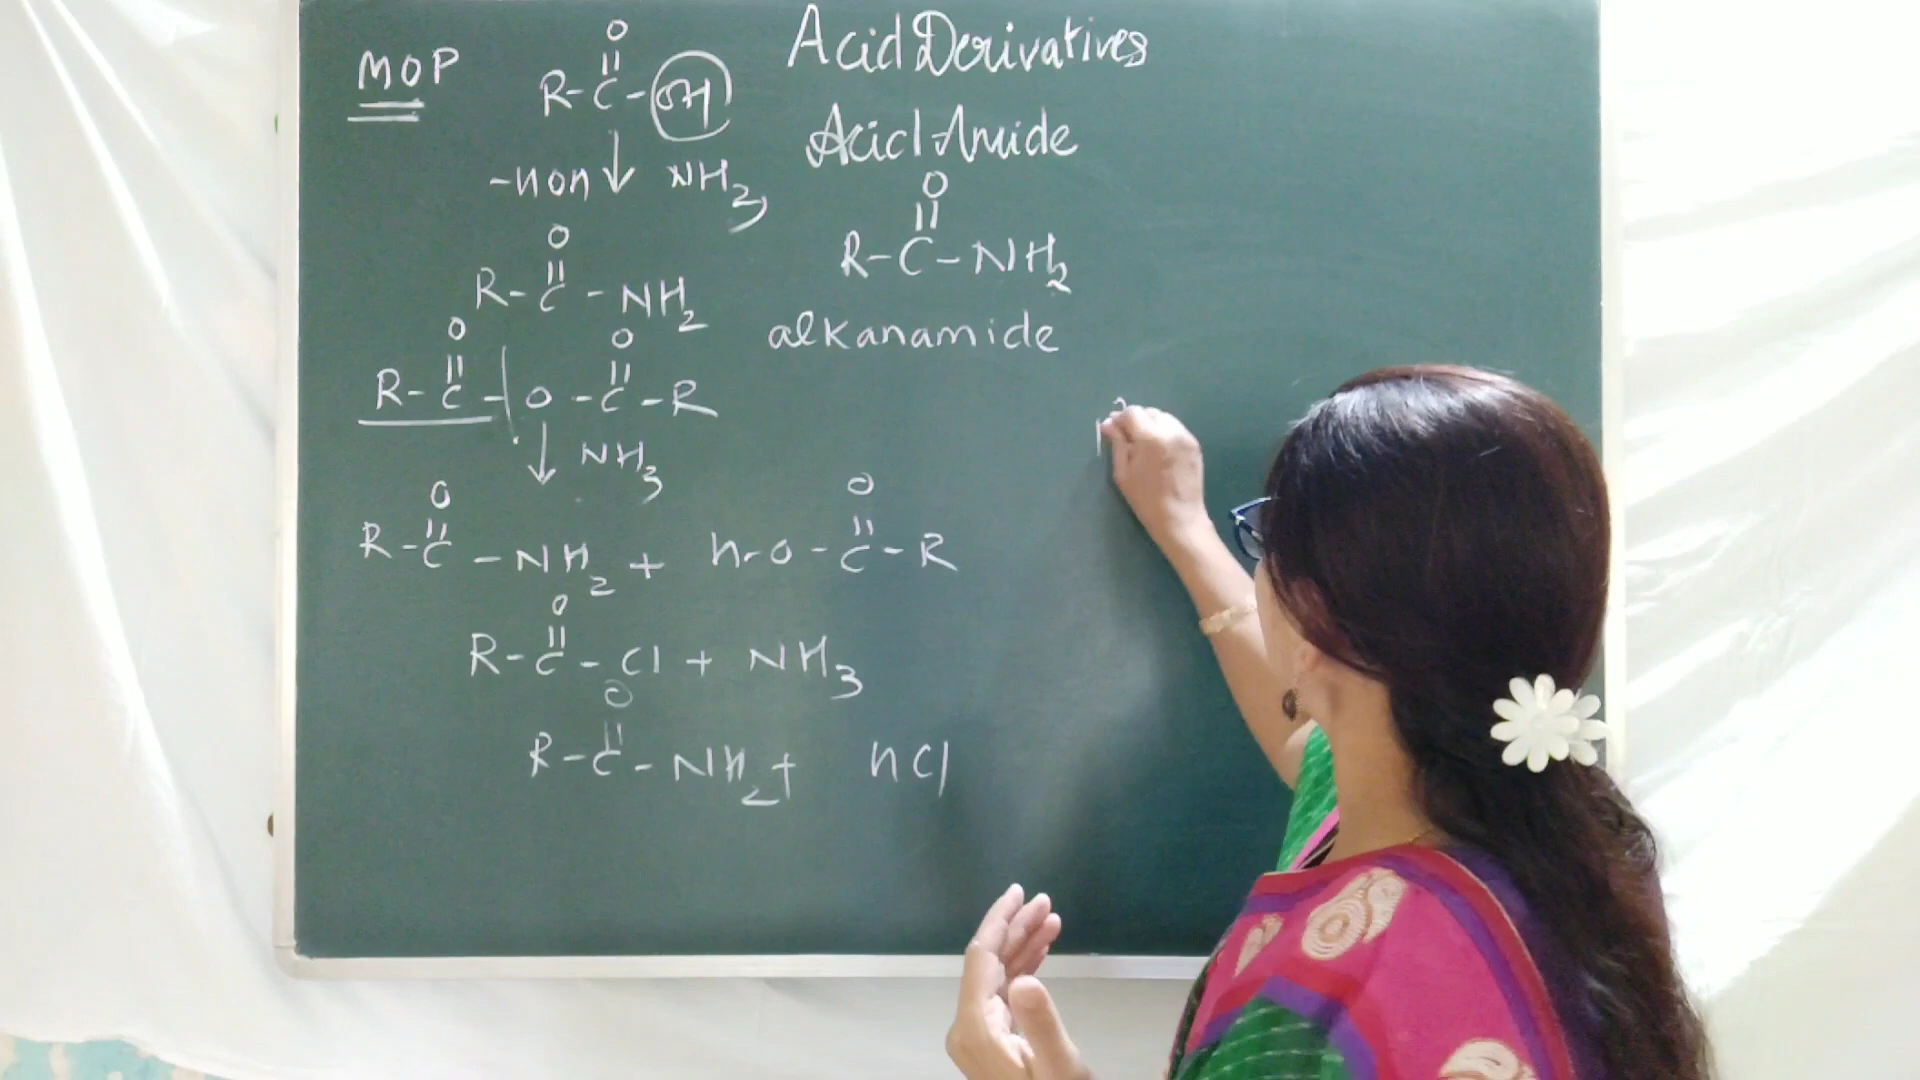 MOP
O
||
R-C-OH
↓
-HOH NH3
O
||
R-C-NH2
O O
|| ||
R-C-O-C-R
↓ NH3
O O
|| ||
R-C-NH2 + H-O-C-R
O
||
R-C-Cl + NH3
O
||
R-C-NH2 + HCl
Acid Derivatives
Acid Amide
O
||
R-C-NH2
alkanamide